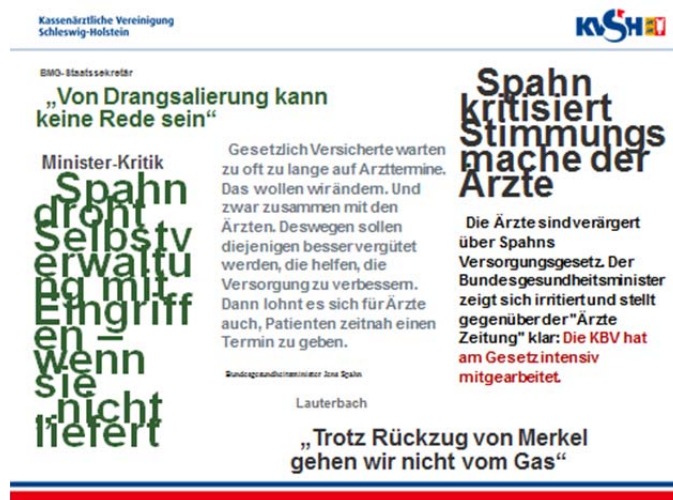 Kassenärztliche Vereinigung
Schleswig-Holstein
KVSH
BMG-Staatssekretär
„Von Drangsalierung kann
keine Rede sein“
Minister-Kritik
Spahn
droht
Selbstv
erwaltu
ng mit
Eingriff
en –
wenn
sie
„nicht
liefert
Gesetzlich Versicherte warten
zu oft zu lange auf Arzttermine.
Das wollen wir ändern. Und
zwar zusammen mit den
Ärzten. Deswegen sollen
diejenigen besser vergütet
werden, die helfen, die
Versorgung zu verbessern.
Dann lohnt es sich für Ärzte
auch, Patienten zeitnah einen
Termin zu geben.
Bundesgesundheitsminister Jens Spahn
Spahn
kritisiert
Stimmungs
mache der
Ärzte
Die Ärzte sind verärgert
über Spahns
Versorgungsgesetz. Der
Bundesgesundheitsminister
zeigt sich irritiert und stellt
gegenüber der "Ärzte
Zeitung" klar: Die KBV hat
am Gesetz intensiv
mitgearbeitet.
Lauterbach
„Trotz Rückzug von Merkel
gehen wir nicht vom Gas“